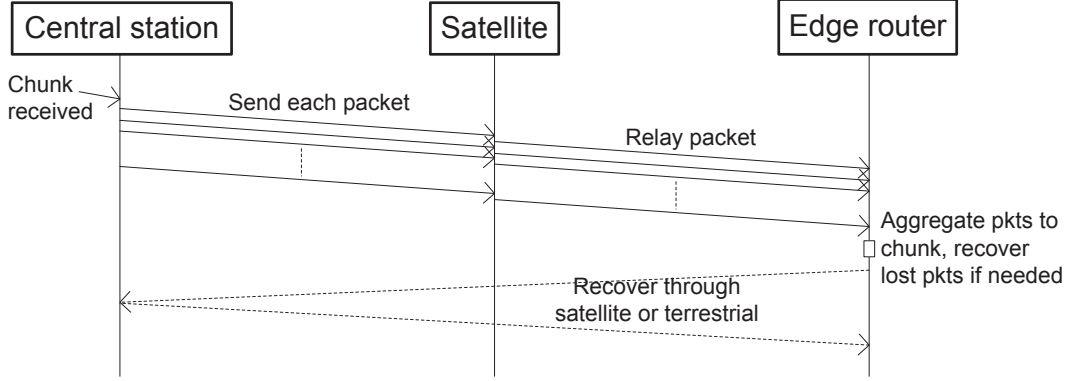 Central station
Satellite
Edge router
Chunk
received
Send each packet
Relay packet
Aggregate pkts to
chunk, recover
lost pkts if needed
Recover through
satellite or terrestrial